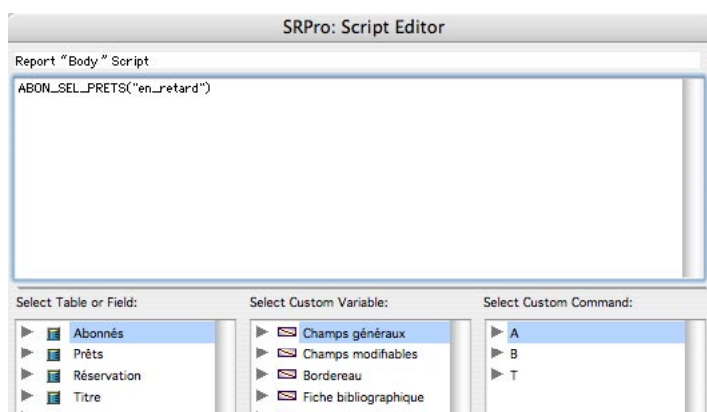 SRPro: Script Editor
Report “Body” Script
ABON_SEL_PRETS("en_retard")
Select Table or Field:
Abonnés
Prêts
Réservation
Titre
Select Custom Variable:
Champs généraux
Champs modifiables
Bordereau
Fiche bibliographique
Select Custom Command:
A
B
T